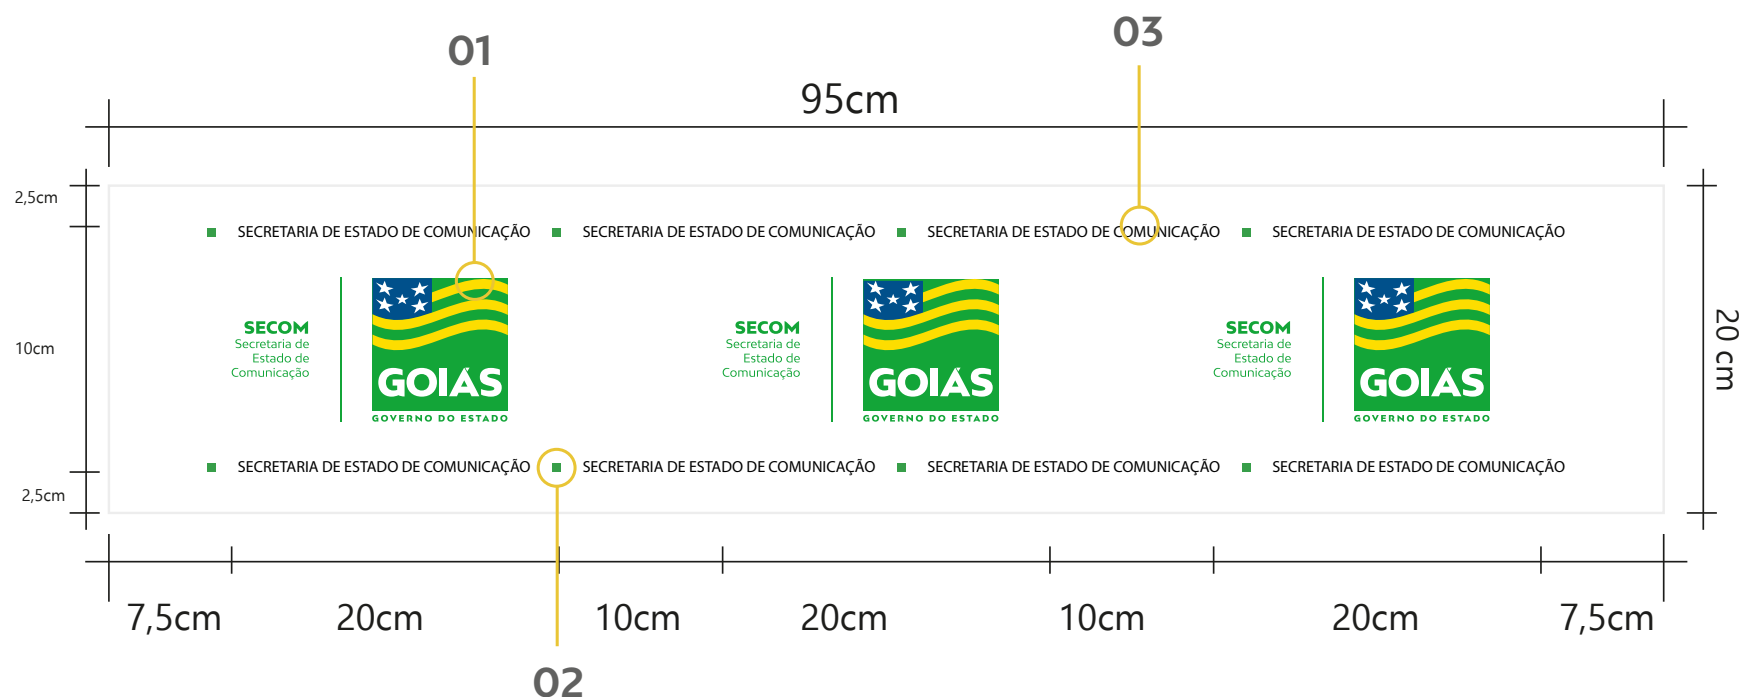 01
03
95cm
2,5cm
SECRETARIA DE ESTADO DE COMUNICAÇÃO SECRETARIA DE ESTADO DE COMUNICAÇÃO SECRETARIA DE ESTADO DE COMUNICAÇÃO SECRETARIA DE ESTADO DE COMUNICAÇÃO
10cm
SECOM
Secretaria de
Estado de
Comunicação
GOIÁS
GOVERNO DO ESTADO
SECOM
Secretaria de
Estado de
Comunicação
GOIÁS
GOVERNO DO ESTADO
SECOM
Secretaria de
Estado de
Comunicação
GOIÁS
GOVERNO DO ESTADO
20 cm
SECRETARIA DE ESTADO DE COMUNICAÇÃO SECRETARIA DE ESTADO DE COMUNICAÇÃO SECRETARIA DE ESTADO DE COMUNICAÇÃO SECRETARIA DE ESTADO DE COMUNICAÇÃO
2,5cm
7,5cm 20cm 10cm 20cm 10cm 20cm 7,5cm
02